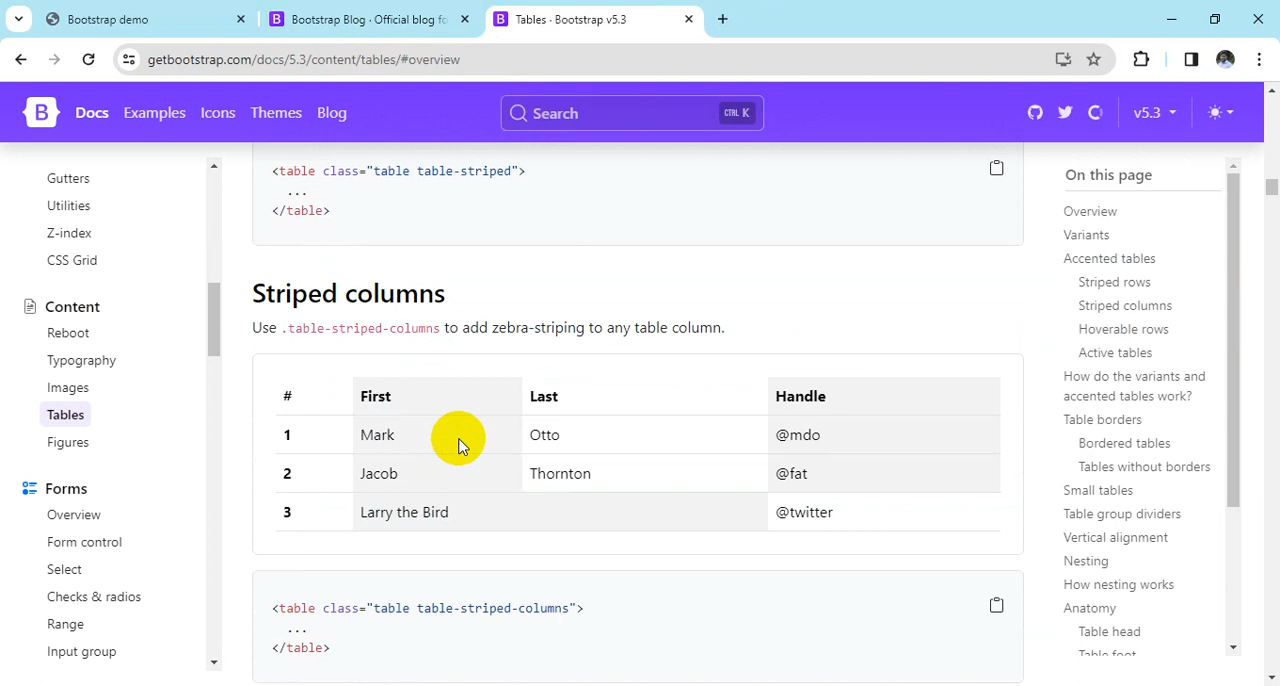 Bootstrap demo
Bootstrap Blog · Official blog fo
Tables · Bootstrap v5.3
getbootstrap.com/docs/5.3/content/tables/#overview
B Docs Examples Icons Themes Blog Search CTRL K v5.3
Gutters
Utilities
Z-index
CSS Grid
Content
Reboot
Typography
Images
Tables
Figures
Forms
Overview
Form control
Select
Checks & radios
Range
Input group
<table class="table table-striped">
...
</table>
Striped columns
Use .table-striped-columns to add zebra-striping to any table column.
# First Last Handle
1 Mark Otto @mdo
2 Jacob Thornton @fat
3 Larry the Bird @twitter
<table class="table table-striped-columns">
...
</table>
On this page
Overview
Variants
Accented tables
Striped rows
Striped columns
Hoverable rows
Active tables
How do the variants and
accented tables work?
Table borders
Bordered tables
Tables without borders
Small tables
Table group dividers
Vertical alignment
Nesting
How nesting works
Anatomy
Table head
Table foot